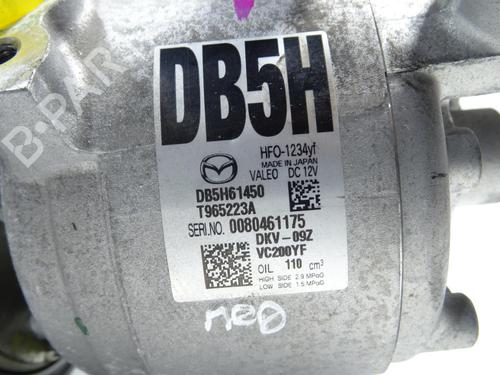 DB5H
HFO-1234yf
MADE IN JAPAN
VALEO DC 12V
DB5H61450
T965223A
SERI.NO. 0080461175
DKV-09Z
VC200YF
OIL 110 cm³
HIGH SIDE 2.9 MPaG
LOW SIDE 1.5 MPaG
B-PARTS